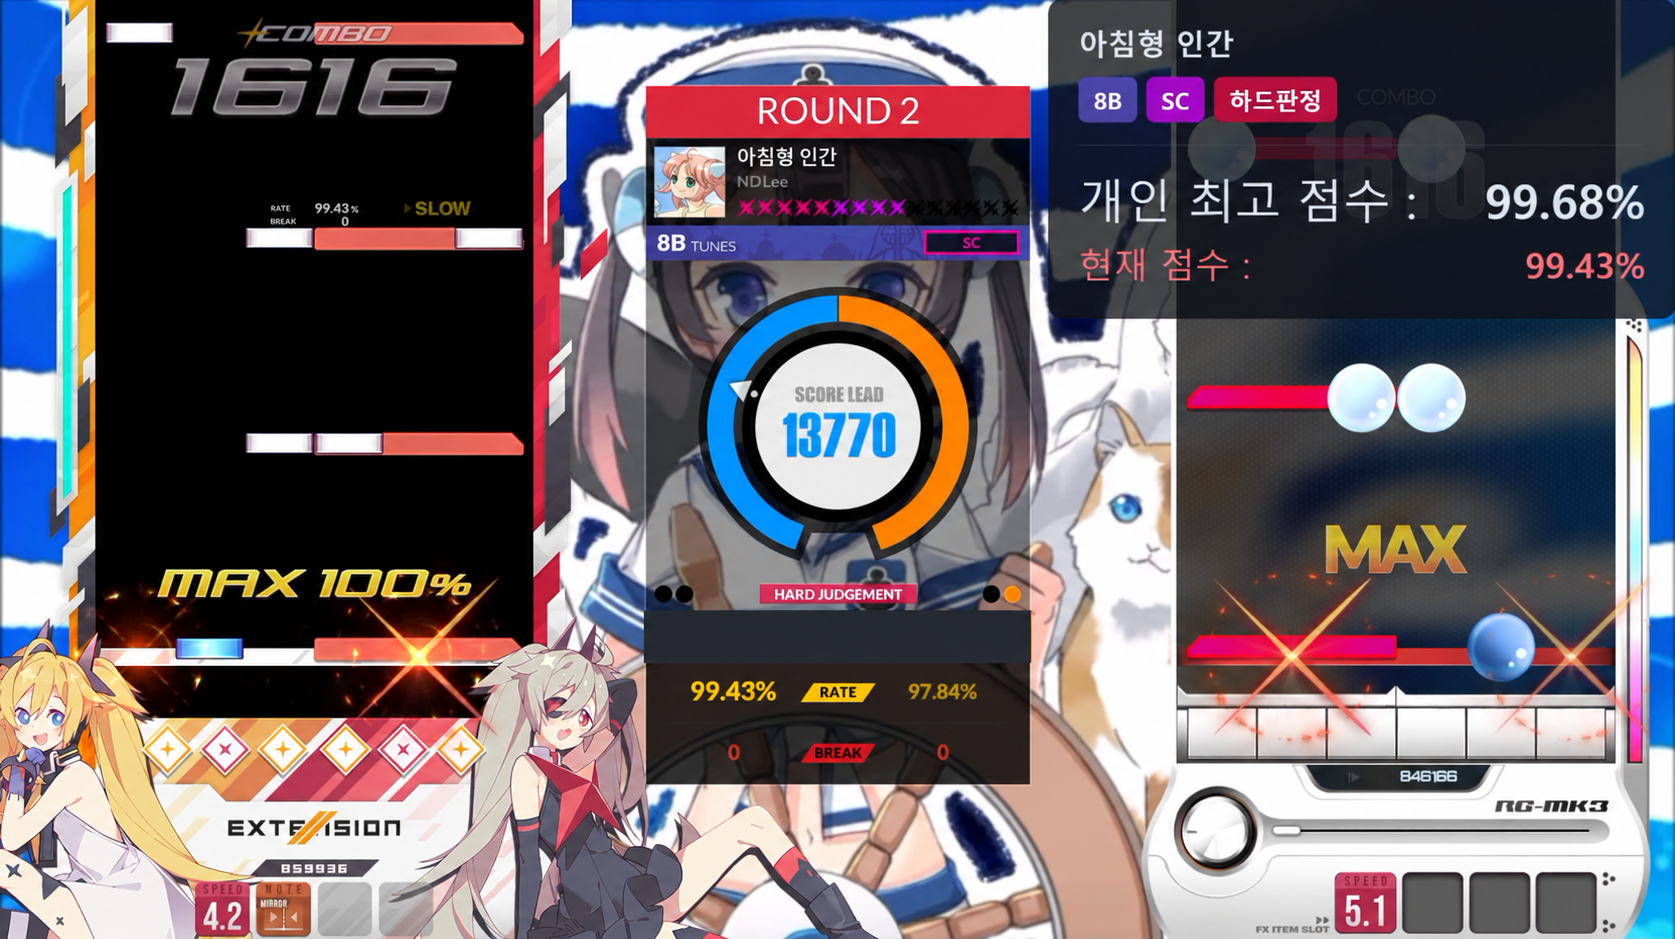 COMBO
1616
RATE 99.43% SLOW
BREAK 0
MAX 100%
EXTENSION
859936
SPEED
4.2
NOTE
MIRROR
ROUND 2
아침형 인간
NDLee
8B TUNES SC
SCORE LEAD
13770
HARD JUDGEMENT
99.43% RATE 97.84%
0 BREAK 0
아침형 인간
8B SC 하드판정
COMBO
1616
개인 최고 점수 : 99.68%
현재 점수 : 99.43%
MAX
846166
RG-MK3
FX ITEM SLOT
SPEED
5.1